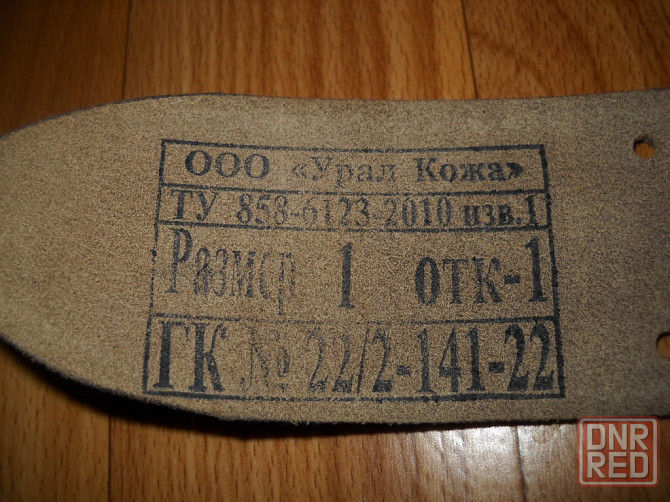 ООО «Урал Кожа»
ТУ 858-6123-2010 изв.1
Размер 1 отк-1
ГК № 22/2-141-22
DNR
RED